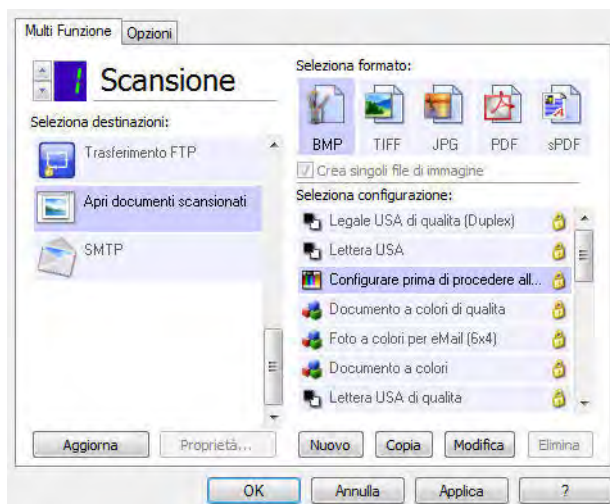 Multi Funzione
Opzioni
1
Scansione
Seleziona destinazioni:
Trasferimento FTP
Apri documenti scansionati
SMTP
Aggiorna
Proprietà...
Seleziona formato:
BMP
TIFF
JPG
PDF
sPDF
Crea singoli file di immagine
Seleziona configurazione:
Legale USA di qualita (Duplex)
Lettera USA
Configurare prima di procedere all...
Documento a colori di qualita
Foto a colori per eMail (6x4)
Documento a colori
Lettera USA di qualita
Nuovo
Copia
Modifica
Elimina
OK
Annulla
Applica
?